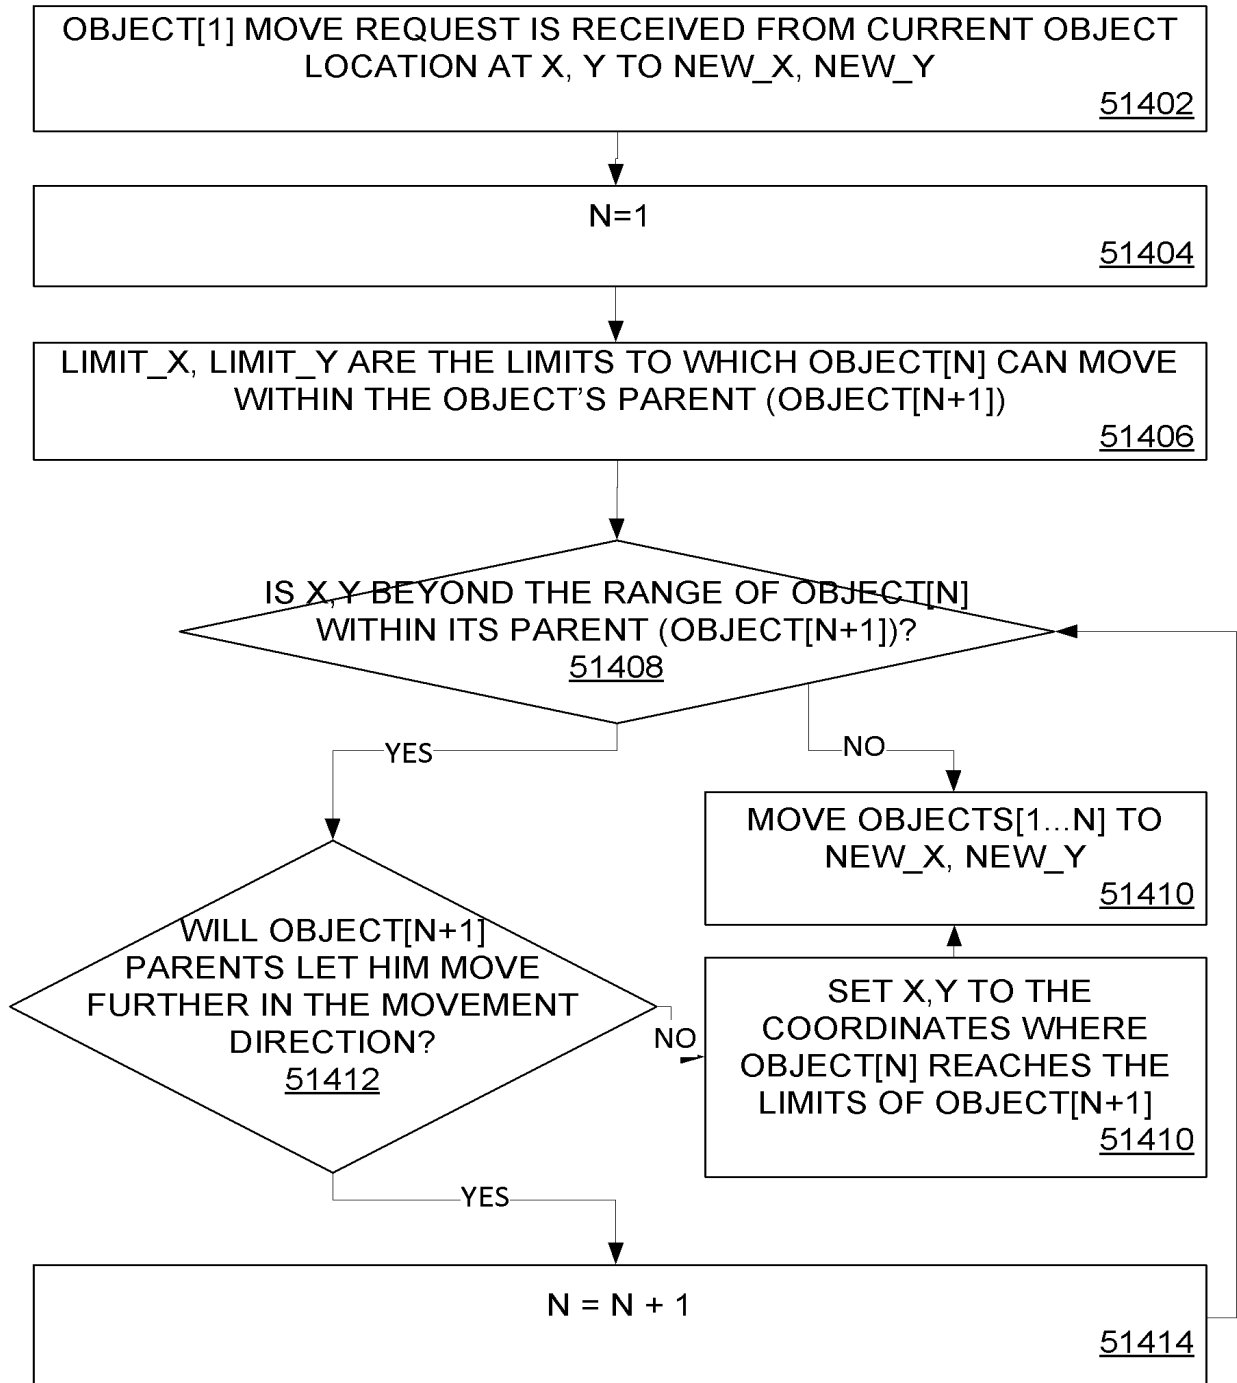 OBJECT[1] MOVE REQUEST IS RECEIVED FROM CURRENT OBJECT
LOCATION AT X, Y TO NEW_X, NEW_Y
51402
N=1
51404
LIMIT_X, LIMIT_Y ARE THE LIMITS TO WHICH OBJECT[N] CAN MOVE
WITHIN THE OBJECT'S PARENT (OBJECT[N+1])
51406
IS X,Y BEYOND THE RANGE OF OBJECT[N]
WITHIN ITS PARENT (OBJECT[N+1])?
51408
YES
NO
MOVE OBJECTS[1...N] TO
NEW_X, NEW_Y
51410
WILL OBJECT[N+1]
PARENTS LET HIM MOVE
FURTHER IN THE MOVEMENT
DIRECTION?
51412
NO
SET X,Y TO THE
COORDINATES WHERE
OBJECT[N] REACHES THE
LIMITS OF OBJECT[N+1]
51410
YES
N = N + 1
51414